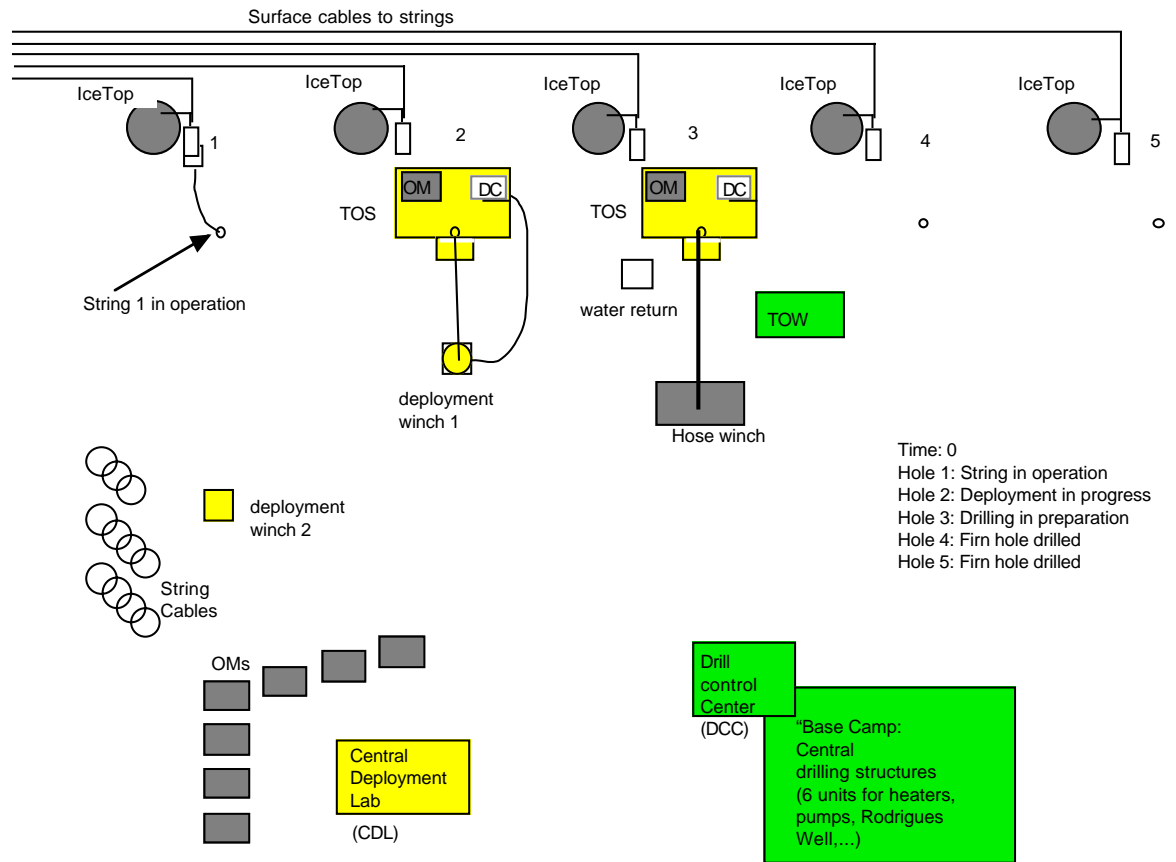 Surface cables to strings
IceTop
IceTop
IceTop
IceTop
IceTop
1
2
3
4
5
OM
DC
TOS
OM
DC
TOS
String 1 in operation
water return
TOW
deployment
winch 1
Hose winch
Time: 0
Hole 1: String in operation
Hole 2: Deployment in progress
Hole 3: Drilling in preparation
Hole 4: Firn hole drilled
Hole 5: Firn hole drilled
deployment
winch 2
String
Cables
OMs
Central
Deployment
Lab
(CDL)
Drill
control
Center
(DCC)
“Base Camp:
Central
drilling structures
(6 units for heaters,
pumps, Rodrigues
Well,...)